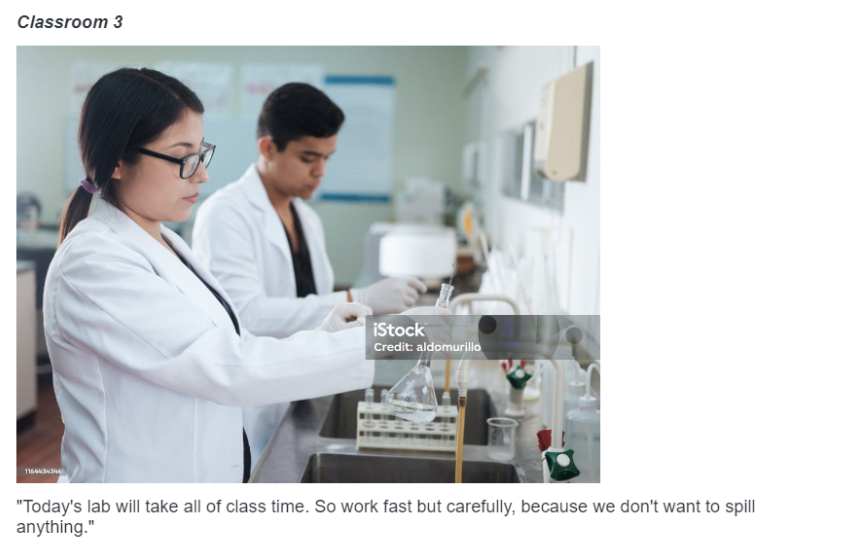 Classroom 3
iStock
Credit: aldomurillo
1164434344
"Today's lab will take all of class time. So work fast but carefully, because we don't want to spill
anything."